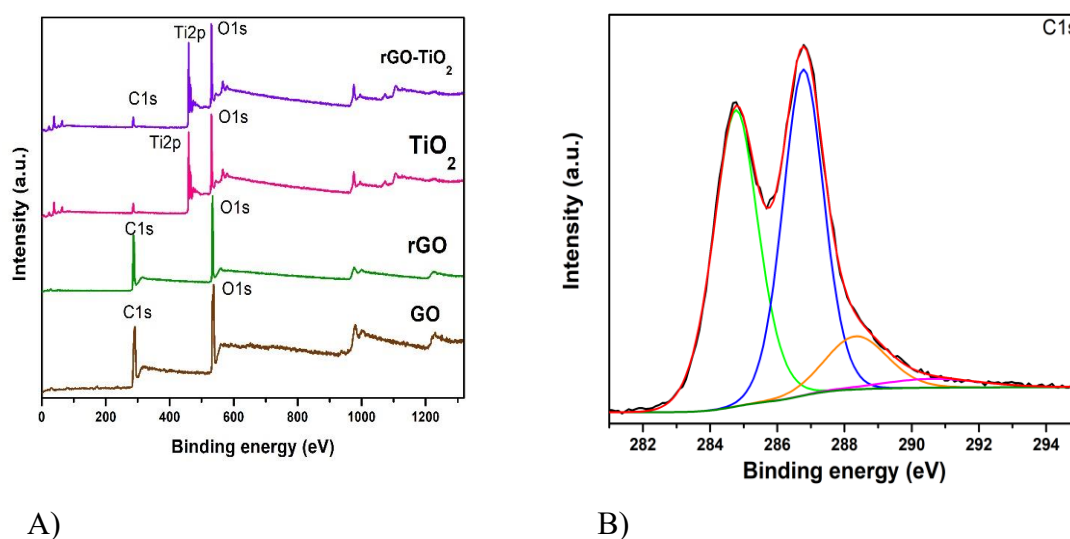 Ti2p
O1s
rGO-TiO2
C1s
O1s
Ti2p
TiO2
O1s
C1s
rGO
O1s
C1s
GO
Intensity (a.u.)
0 200 400 600 800 1000 1200
Binding energy (eV)
A)
C1s
Intensity (a.u.)
282 284 286 288 290 292 294
Binding energy (eV)
B)